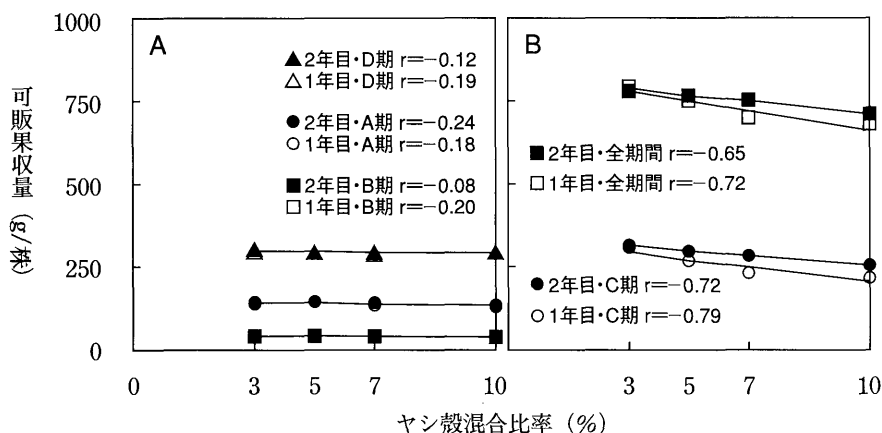 可販果収量 (g/株)
1000
750
500
250
0
A
▲2年目・D期 r=−0.12
△1年目・D期 r=−0.19
●2年目・A期 r=−0.24
○1年目・A期 r=−0.18
■2年目・B期 r=−0.08
□1年目・B期 r=−0.20
B
■2年目・全期間 r=−0.65
□1年目・全期間 r=−0.72
●2年目・C期 r=−0.72
○1年目・C期 r=−0.79
0 3 5 7 10 3 5 7 10
ヤシ殻混合比率 (%)